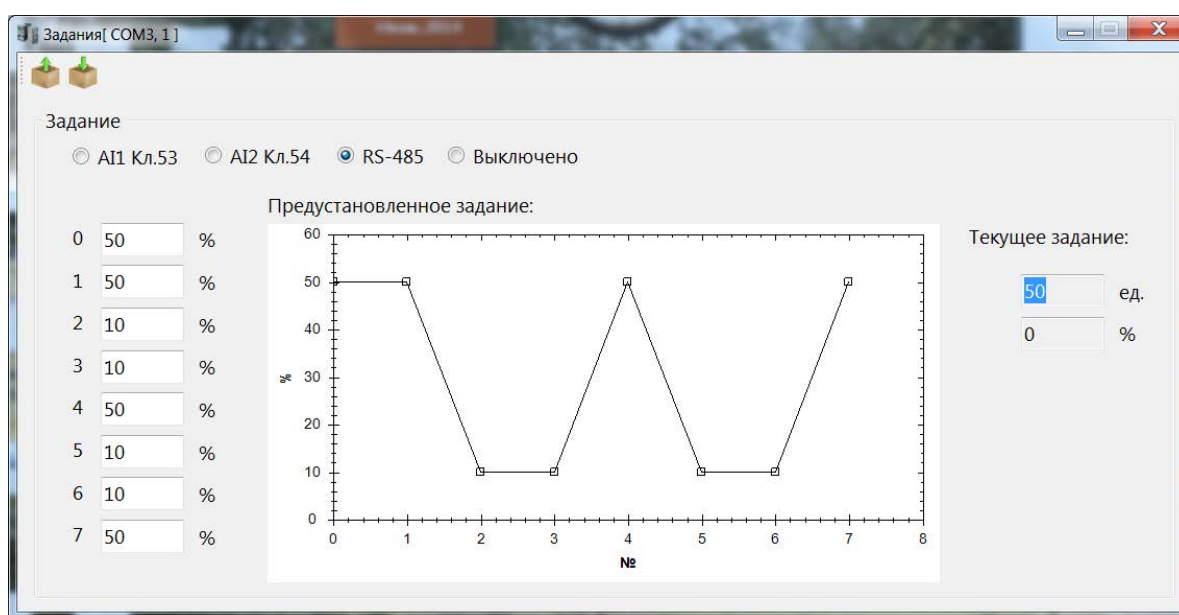 Задания[ COM3, 1 ]
Задание
AI1 Кл.53 AI2 Кл.54 RS-485 Выключено
Предустановленное задание:
Текущее задание:
0 50 %
1 50 %
2 10 %
3 10 %
4 50 %
5 10 %
6 10 %
7 50 %
60
50
40
30
20
10
0
%
0 1 2 3 4 5 6 7 8
№
50 ед.
0 %